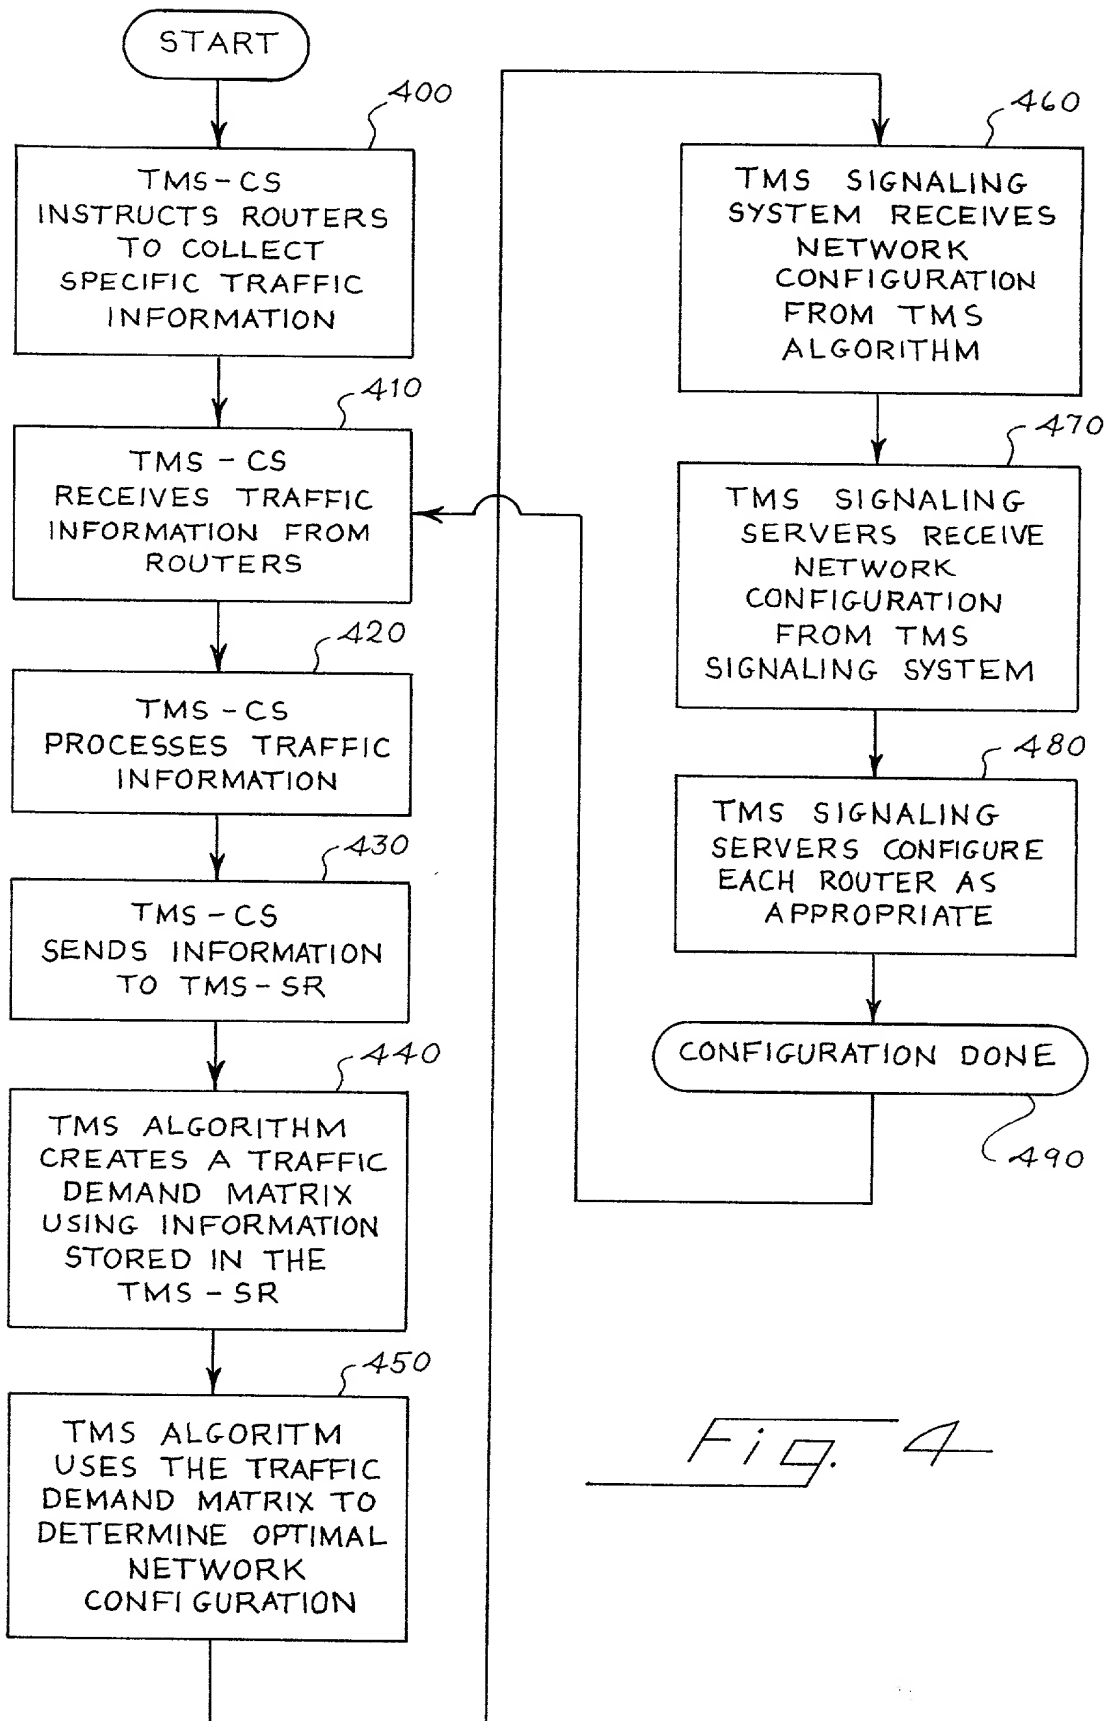 START
400
TMS-CS
INSTRUCTS ROUTERS
TO COLLECT
SPECIFIC TRAFFIC
INFORMATION
410
TMS-CS
RECEIVES TRAFFIC
INFORMATION FROM
ROUTERS
420
TMS-CS
PROCESSES TRAFFIC
INFORMATION
430
TMS-CS
SENDS INFORMATION
TO TMS-SR
440
TMS ALGORITHM
CREATES A TRAFFIC
DEMAND MATRIX
USING INFORMATION
STORED IN THE
TMS-SR
450
TMS ALGORITM
USES THE TRAFFIC
DEMAND MATRIX TO
DETERMINE OPTIMAL
NETWORK
CONFIGURATION
460
TMS SIGNALING
SYSTEM RECEIVES
NETWORK
CONFIGURATION
FROM TMS
ALGORITHM
470
TMS SIGNALING
SERVERS RECEIVE
NETWORK
CONFIGURATION
FROM TMS
SIGNALING SYSTEM
480
TMS SIGNALING
SERVERS CONFIGURE
EACH ROUTER AS
APPROPRIATE
CONFIGURATION DONE
490
Fig. 4